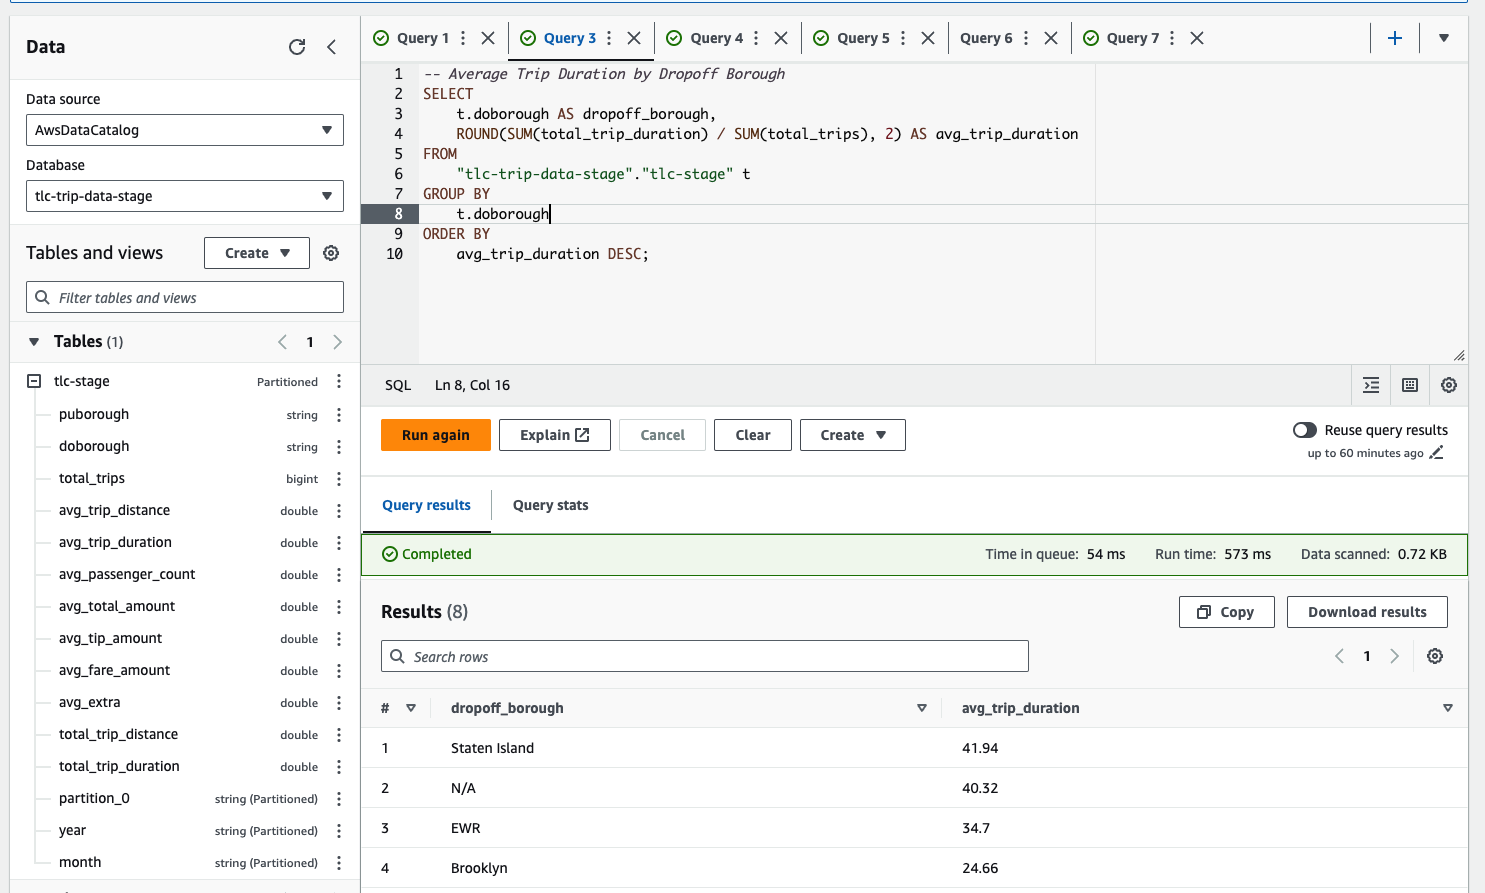 Data
Data source
AwsDataCatalog
Database
tlc-trip-data-stage
Tables and views
Create
Filter tables and views
Tables (1)
1
tlc-stage Partitioned
puborough string
doborough string
total_trips bigint
avg_trip_distance double
avg_trip_duration double
avg_passenger_count double
avg_total_amount double
avg_tip_amount double
avg_fare_amount double
avg_extra double
total_trip_distance double
total_trip_duration double
partition_0 string (Partitioned)
year string (Partitioned)
month string (Partitioned)
Query 1 Query 3 Query 4 Query 5 Query 6 Query 7
1 -- Average Trip Duration by Dropoff Borough
2 SELECT
3 t.doborough AS dropoff_borough,
4 ROUND(SUM(total_trip_duration) / SUM(total_trips), 2) AS avg_trip_duration
5 FROM
6 "tlc-trip-data-stage"."tlc-stage" t
7 GROUP BY
8 t.doborough
9 ORDER BY
10 avg_trip_duration DESC;
SQL Ln 8, Col 16
Run again Explain Cancel Clear Create
Reuse query results
up to 60 minutes ago
Query results Query stats
Completed Time in queue: 54 ms Run time: 573 ms Data scanned: 0.72 KB
Results (8) Copy Download results
Search rows
1
# dropoff_borough avg_trip_duration
1 Staten Island 41.94
2 N/A 40.32
3 EWR 34.7
4 Brooklyn 24.66